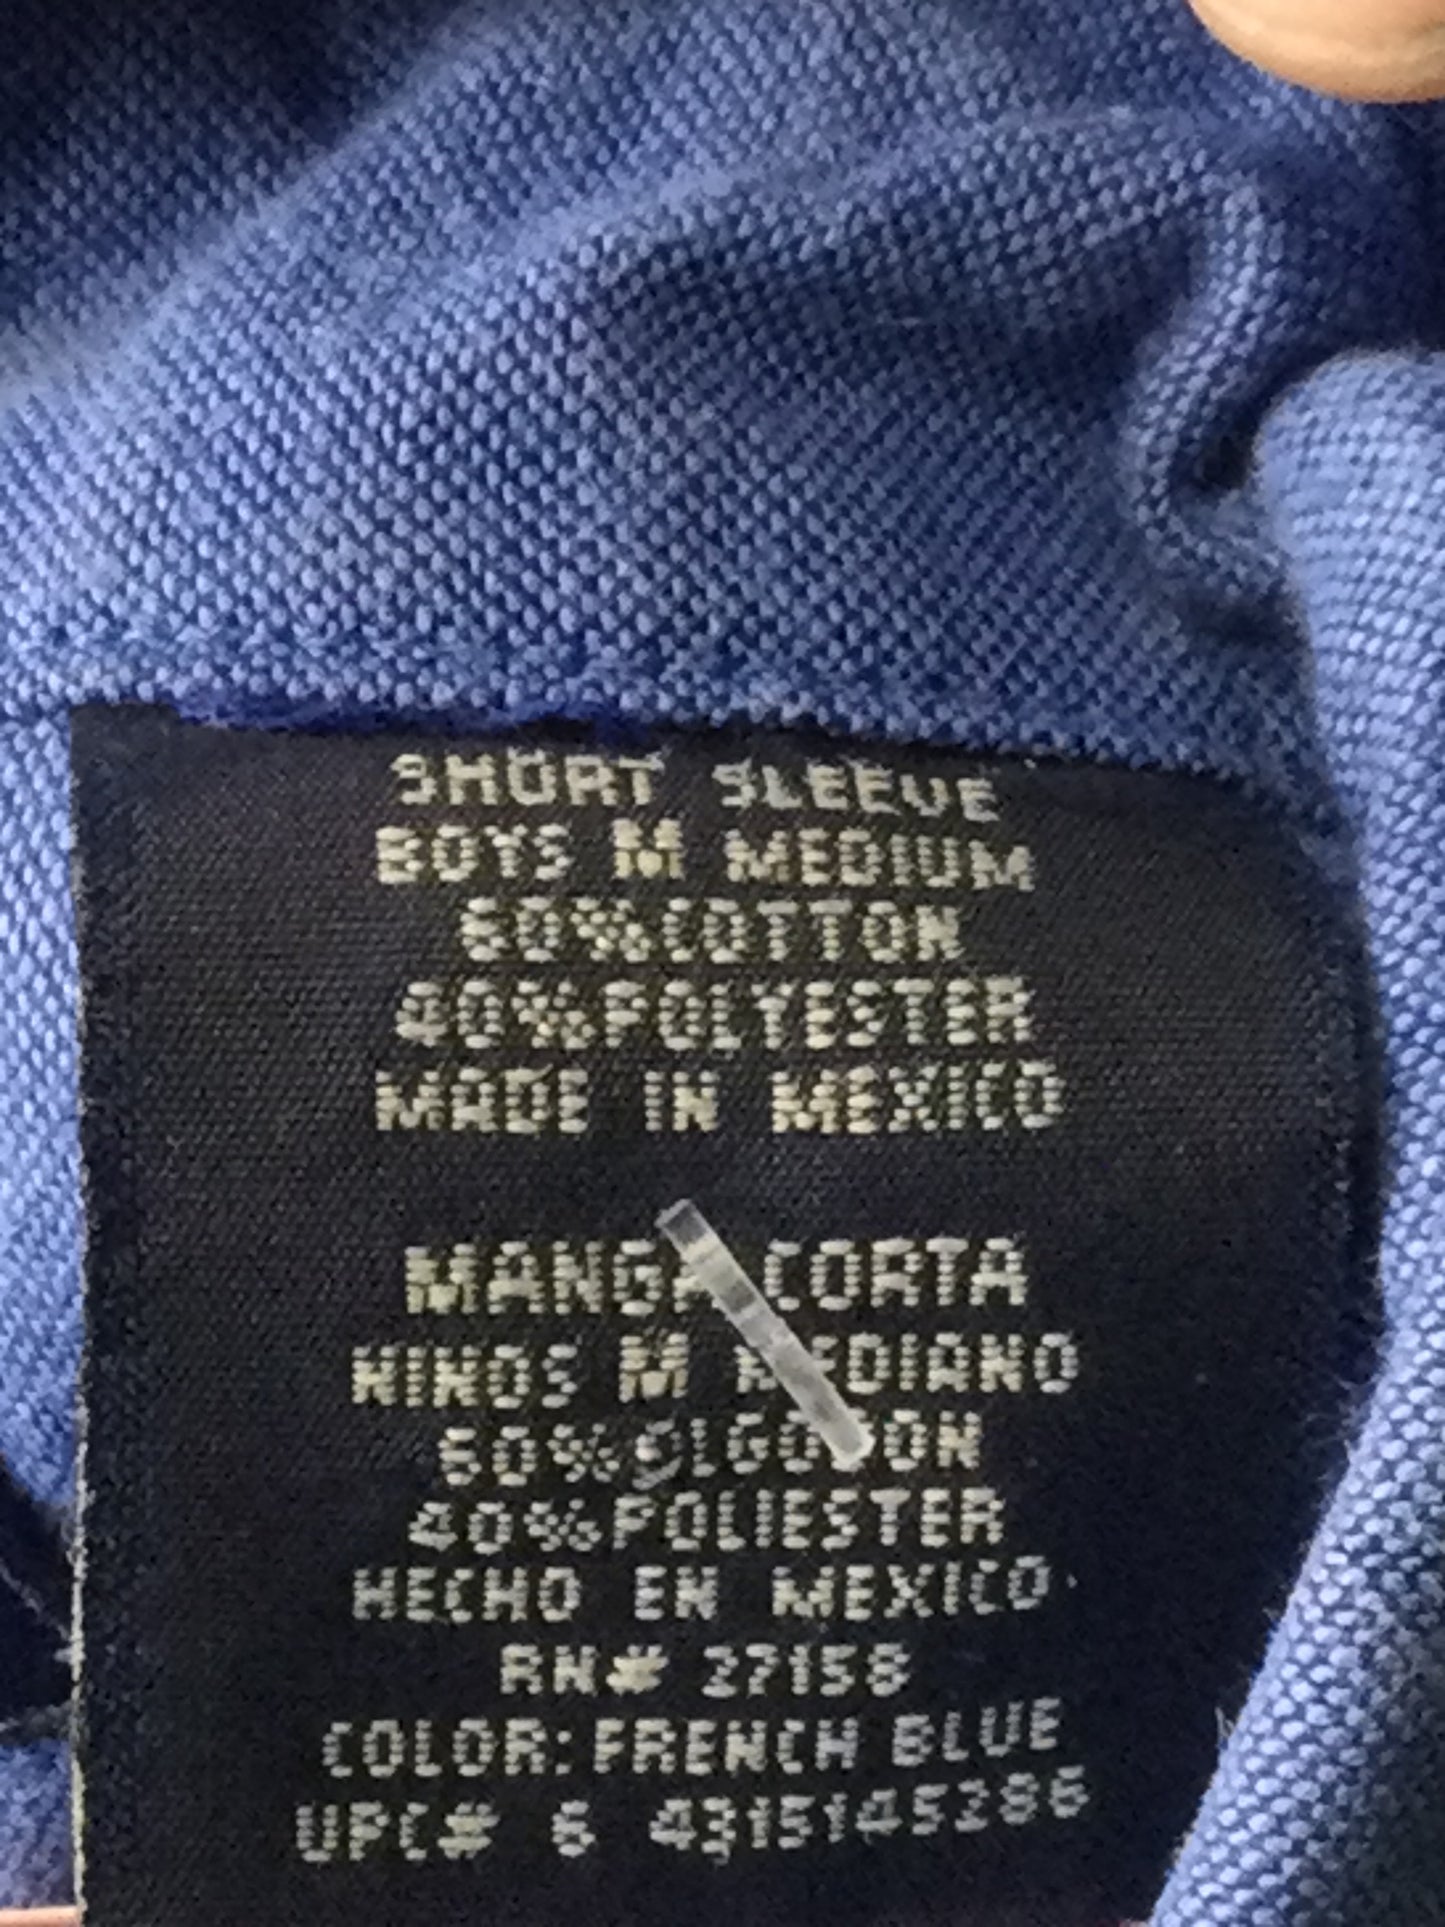 SHORT SLEEVE
BOYS M MEDIUM
60%COTTON
40%POLYESTER
MADE IN MEXICO
MANGA CORTA
NINOS M MEDIANO
60%ALGODON
40%POLIESTER
HECHO EN MEXICO
RN# 27158
COLOR:FRENCH BLUE
UPC# 6 4315145286